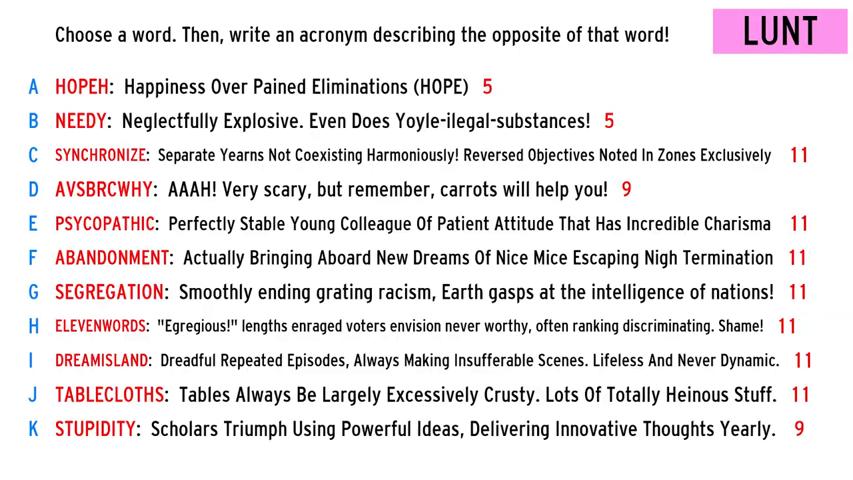 Choose a word. Then, write an acronym describing the opposite of that word!
LUNT
A HOPEH: Happiness Over Pained Eliminations (HOPE) 5
B NEEDY: Neglectfully Explosive. Even Does Yoyle-ilegal-substances! 5
C SYNCHRONIZE: Separate Yearns Not Coexisting Harmoniously! Reversed Objectives Noted In Zones Exclusively 11
D AVSBRCWHY: AAAH! Very scary, but remember, carrots will help you! 9
E PSYCOPATHIC: Perfectly Stable Young Colleague Of Patient Attitude That Has Incredible Charisma 11
F ABANDONMENT: Actually Bringing Aboard New Dreams Of Nice Mice Escaping Nigh Termination 11
G SEGREGATION: Smoothly ending grating racism, Earth gasps at the intelligence of nations! 11
H ELEVENWORDS: "Egregious!" lengths enraged voters envision never worthy, often ranking discriminating. Shame! 11
I DREAMISLAND: Dreadful Repeated Episodes, Always Making Insufferable Scenes. Lifeless And Never Dynamic. 11
J TABLECLOTHS: Tables Always Be Largely Excessively Crusty. Lots Of Totally Heinous Stuff. 11
K STUPIDITY: Scholars Triumph Using Powerful Ideas, Delivering Innovative Thoughts Yearly. 9